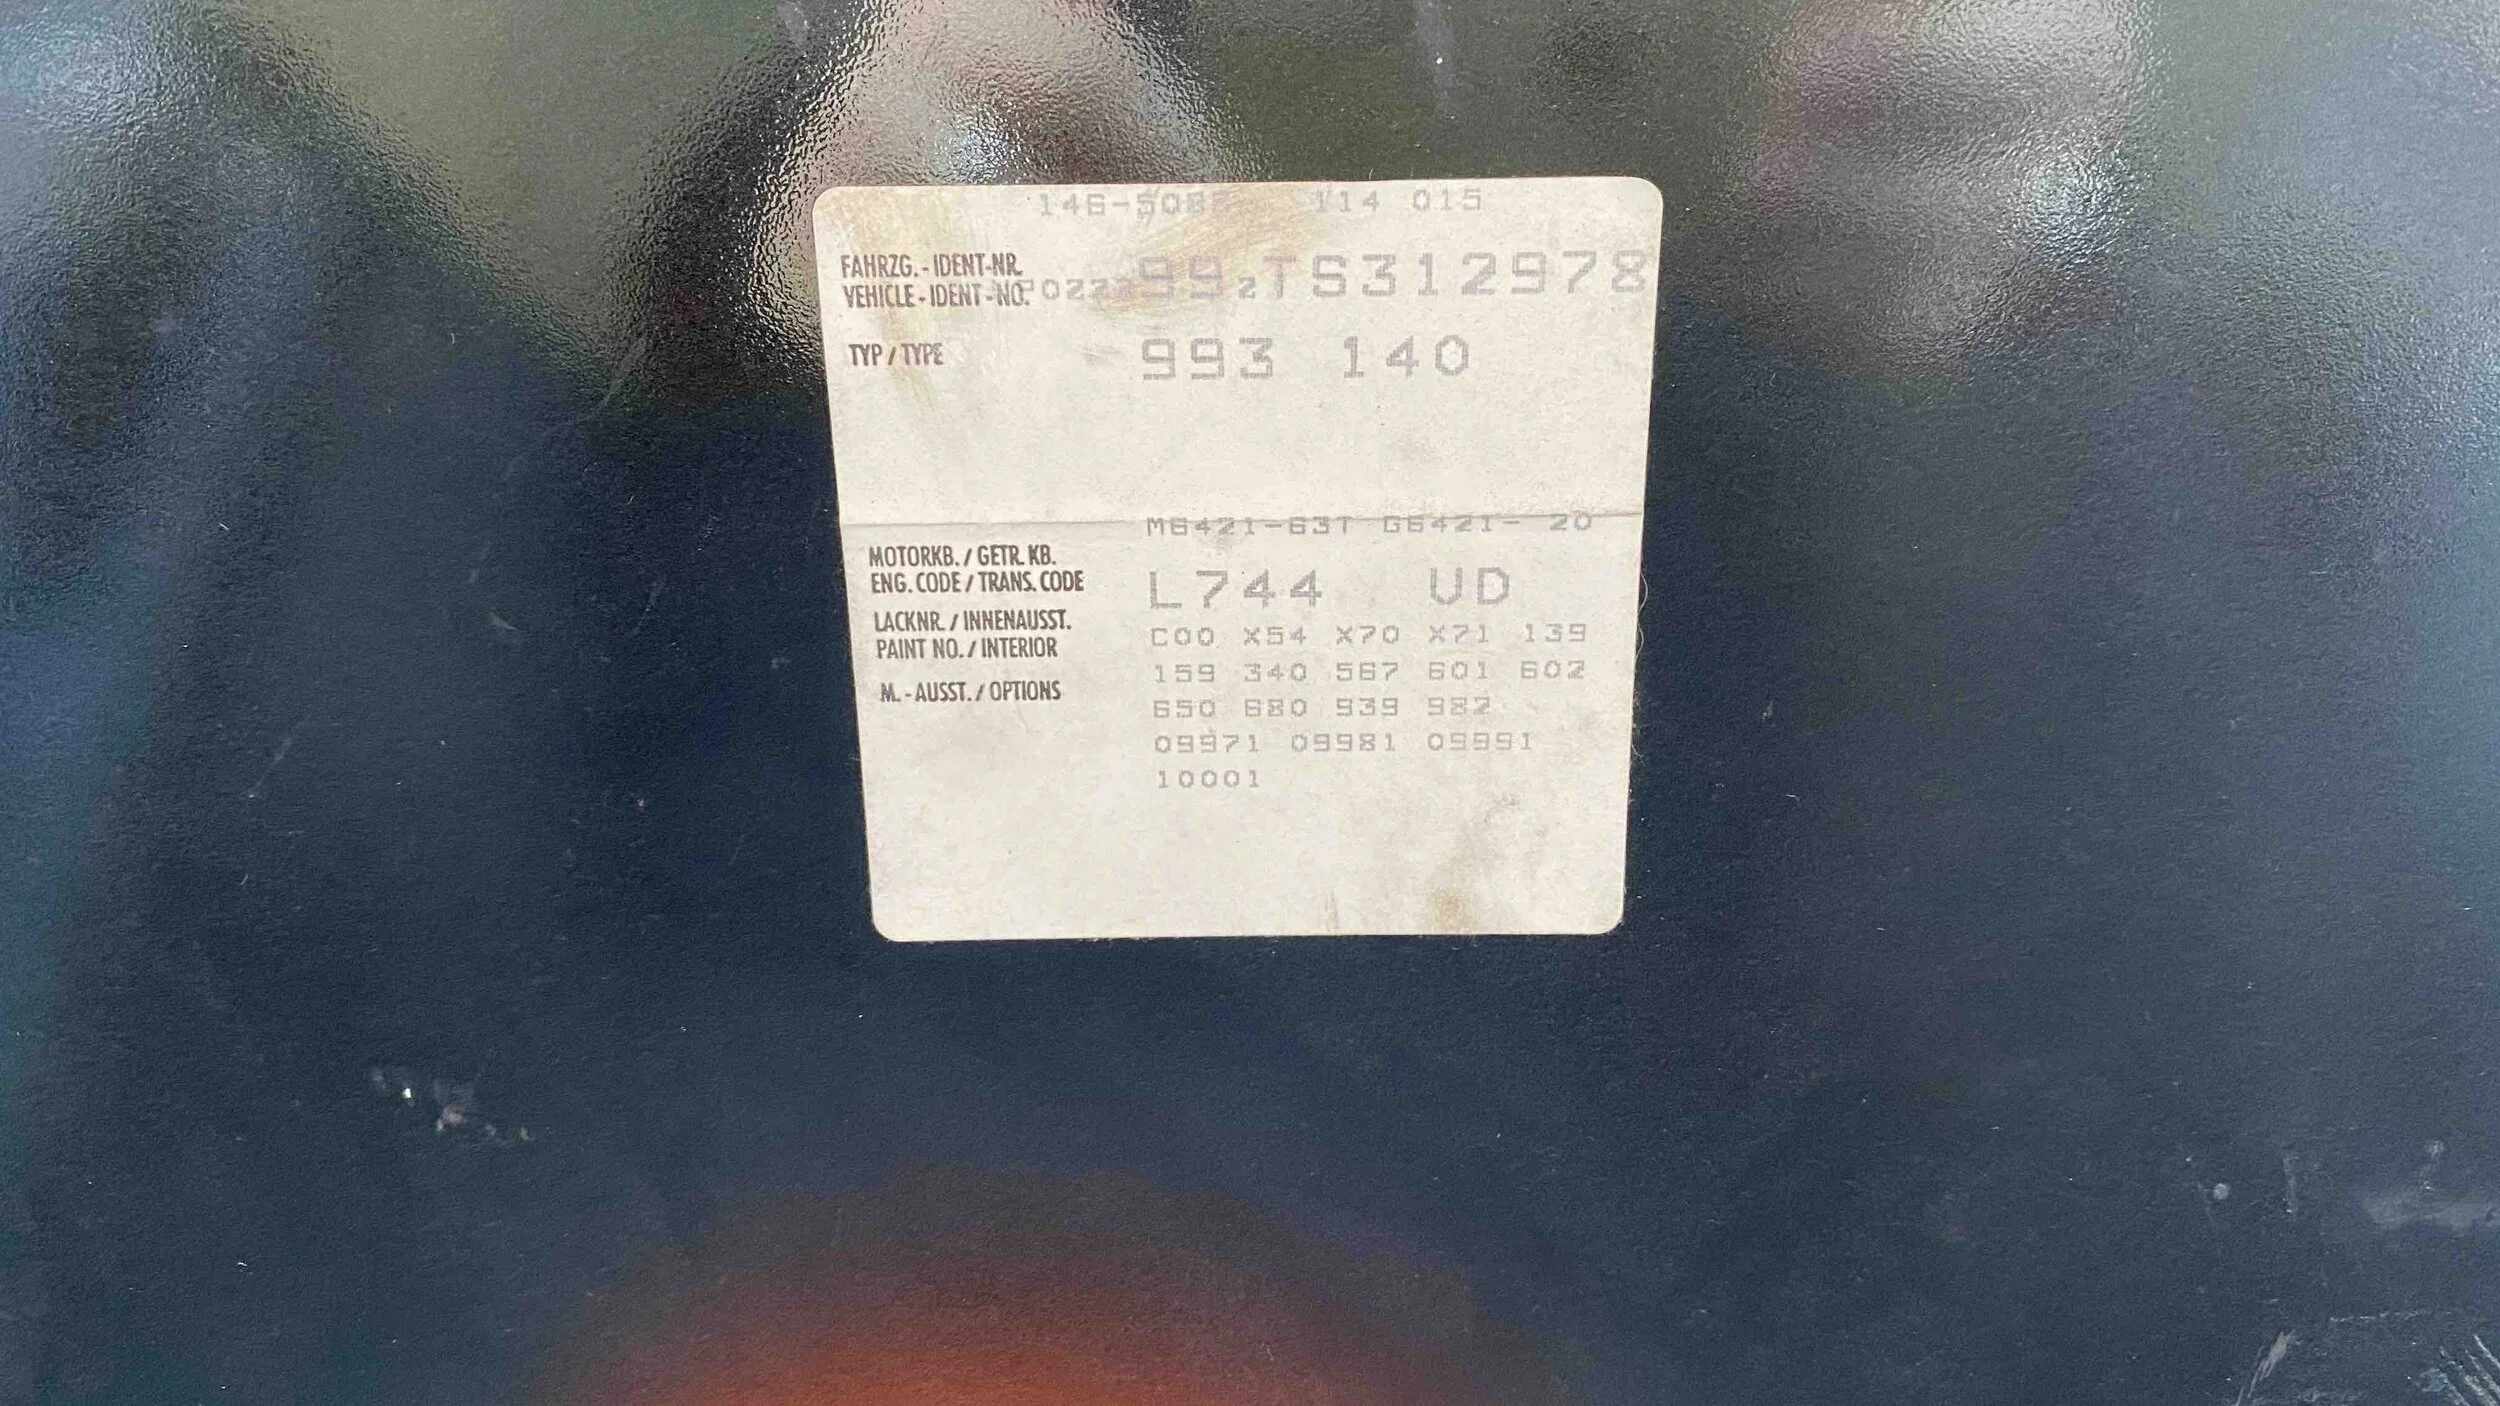 114 015
FAHRZG.-IDENT-NR.
VEHICLE-IDENT-NO. 99ZTS312978
TYP / TYPE 993 140
M6421-63T G6421- 20
MOTORKB. / GETR. KB.
ENG. CODE / TRANS. CODE L744 UD
LACKNR. / INNENAUSST. C00 X54 X70 X71 139
PAINT NO. / INTERIOR 159 340 567 601 602
M.-AUSST. / OPTIONS 650 680 939 982
09971 09981 09991
10001